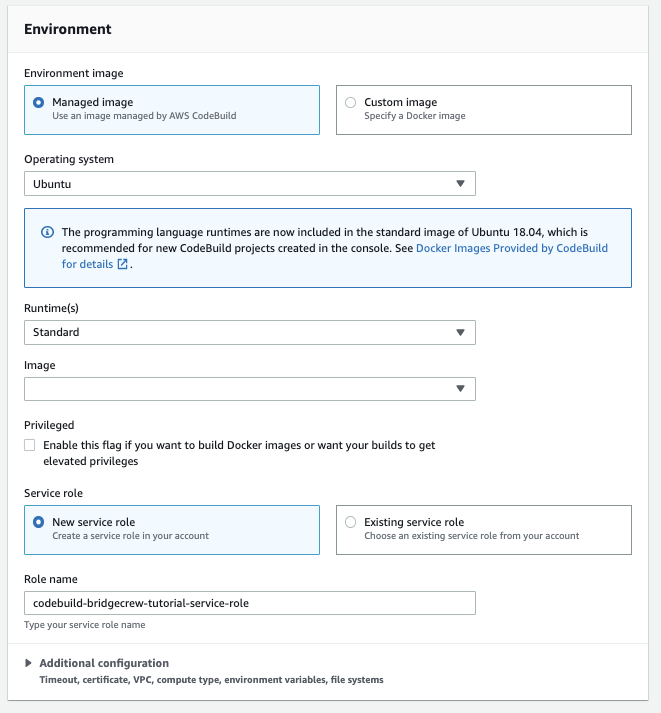 Environment
Environment image
Managed image
Use an image managed by AWS CodeBuild
Custom image
Specify a Docker image
Operating system
Ubuntu
The programming language runtimes are now included in the standard image of Ubuntu 18.04, which is
recommended for new CodeBuild projects created in the console. See Docker Images Provided by CodeBuild
for details .
Runtime(s)
Standard
Image
Privileged
Enable this flag if you want to build Docker images or want your builds to get
elevated privileges
Service role
New service role
Create a service role in your account
Existing service role
Choose an existing service role from your account
Role name
codebuild-bridgecrew-tutorial-service-role
Type your service role name
Additional configuration
Timeout, certificate, VPC, compute type, environment variables, file systems